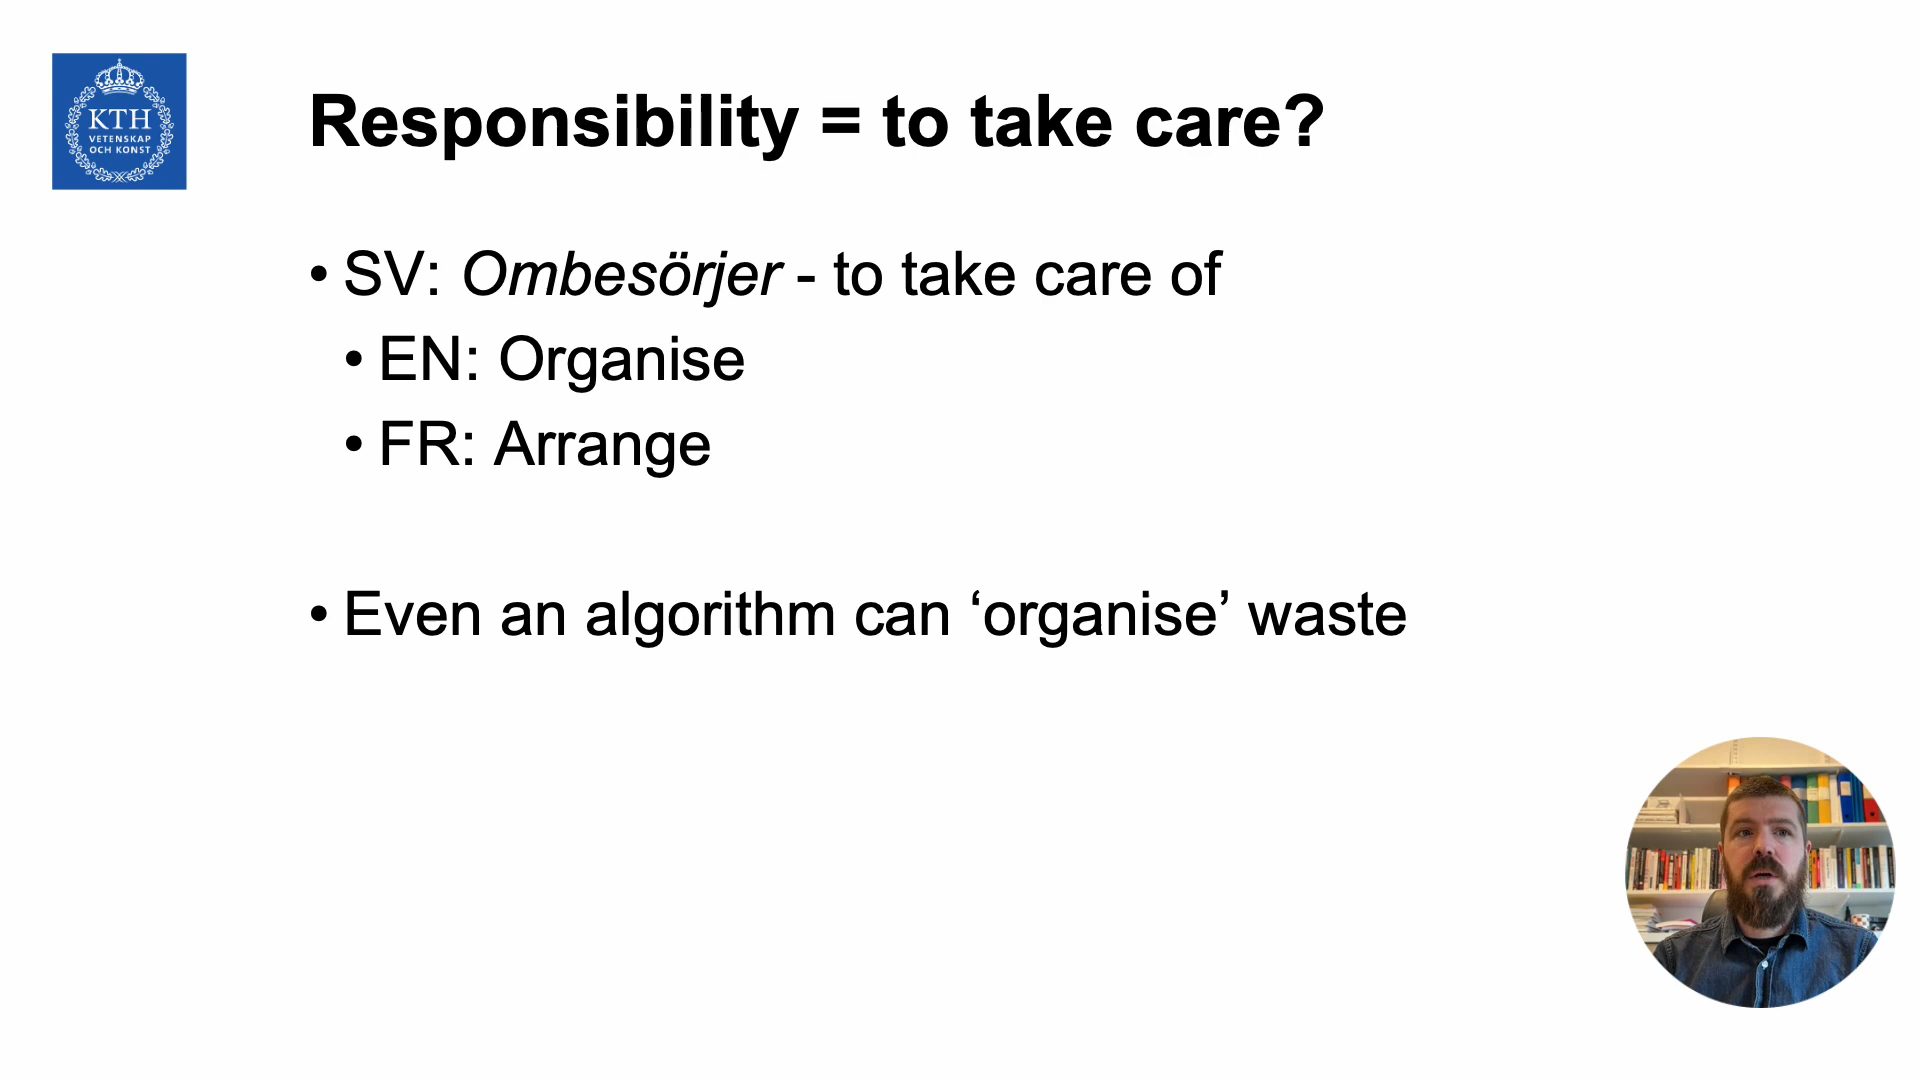 KTH
VETENSKAP
OCH KONST
Responsibility = to take care?
• SV: Ombesörjer - to take care of
• EN: Organise
• FR: Arrange
• Even an algorithm can ‘organise’ waste